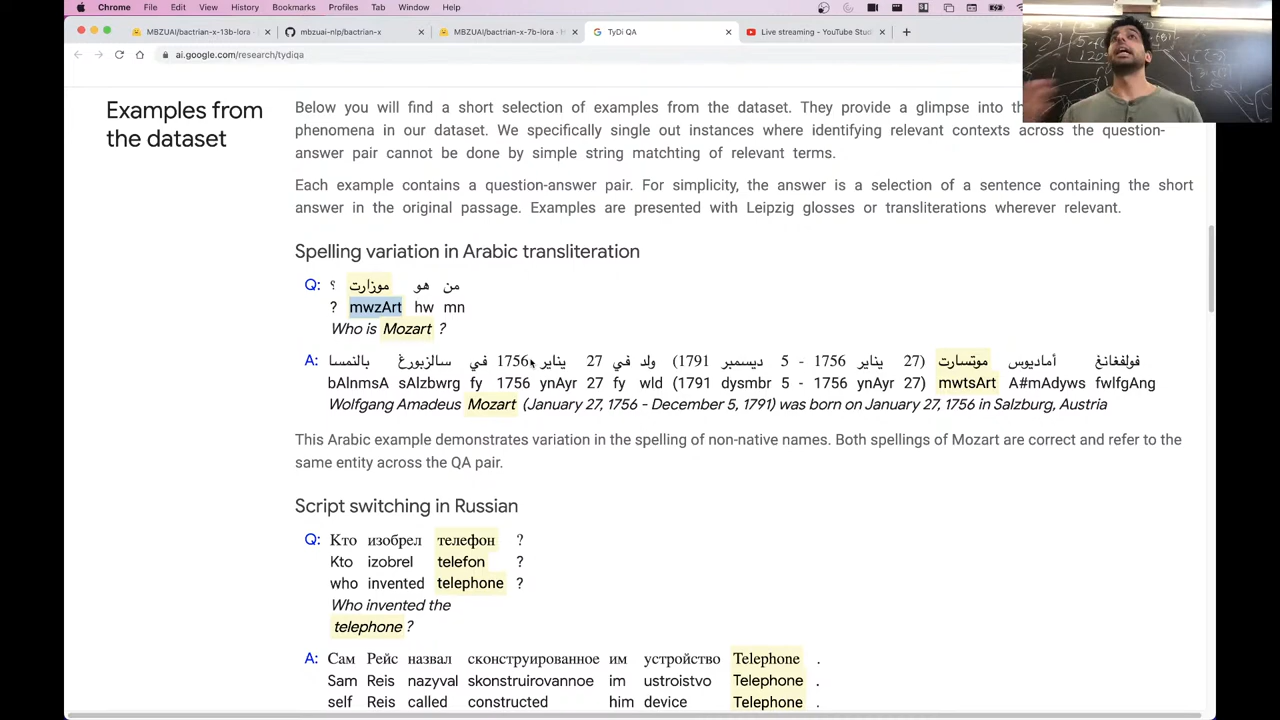 Chrome File Edit View History Bookmarks Profiles Tab Window Help
MBZUAI/bactrian-x-13b-lora
mbzuai-nlp/bactrian-x
MBZUAI/bactrian-x-7b-lora · h
TyDi QA
Live streaming - YouTube Stud
ai.google.com/research/tydiqa
Examples from
the dataset
Below you will find a short selection of examples from the dataset. They provide a glimpse into the
phenomena in our dataset. We specifically single out instances where identifying relevant contexts across the question-
answer pair cannot be done by simple string matchting of relevant terms.
Each example contains a question-answer pair. For simplicity, the answer is a selection of a sentence containing the short
answer in the original passage. Examples are presented with Leipzig glosses or transliterations wherever relevant.
Spelling variation in Arabic transliteration
Q: من هو موزارت ؟
? mwzArt hw mn
Who is Mozart ?
A: فولفغانغ أماديوس موتسارت (27 يناير 1756 - 5 ديسمبر 1791) ولد في 27 يناير 1756 في سالزبورغ بالنمسا
bAlnmsA sAlzbwrg fy 1756 ynAyr 27 fy wld (1791 dysmbr 5 - 1756 ynAyr 27) mwtsArt A#mAdyws fwlfgAng
Wolfgang Amadeus Mozart (January 27, 1756 - December 5, 1791) was born on January 27, 1756 in Salzburg, Austria
This Arabic example demonstrates variation in the spelling of non-native names. Both spellings of Mozart are correct and refer to the
same entity across the QA pair.
Script switching in Russian
Q: Кто изобрел телефон ?
Kto izobrel telefon ?
who invented telephone ?
Who invented the
telephone ?
A: Сам Рейс назвал сконструированное им устройство Telephone .
Sam Reis nazyval skonstruirovannoe im ustroistvo Telephone .
self Reis called constructed him device Telephone .